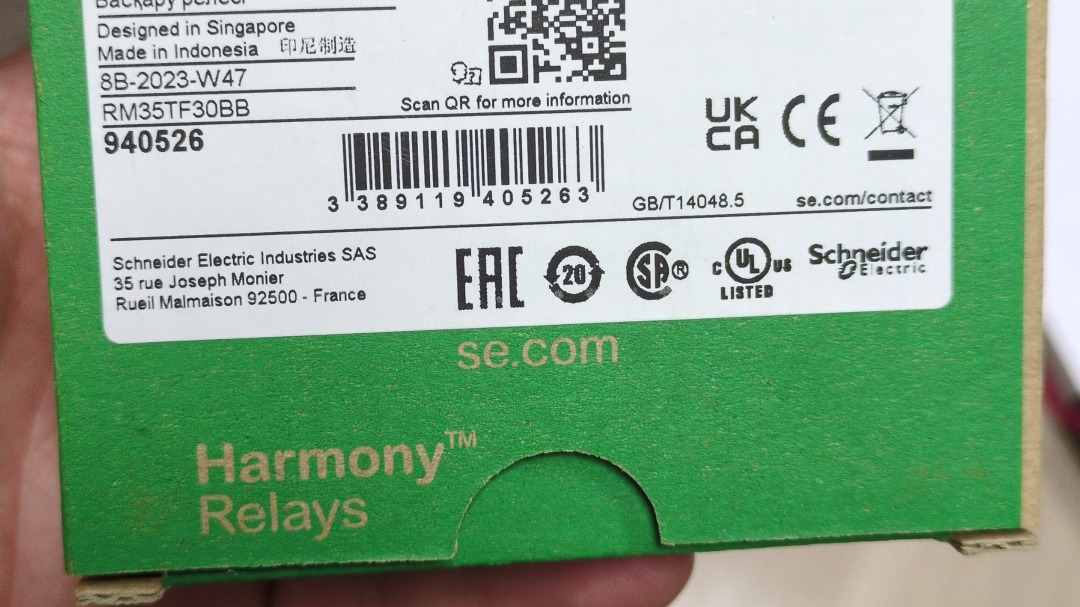 Designed in Singapore
Made in Indonesia 印尼制造
8B-2023-W47
RM35TF30BB
940526
Scan QR for more information
3 389119 405263
UK
CA
CE
GB/T14048.5
se.com/contact
Schneider Electric Industries SAS
35 rue Joseph Monier
Rueil Malmaison 92500 - France
EAC
20
SA®
C UL US
LISTED
Schneider
Electric
se.com
Harmony™
Relays